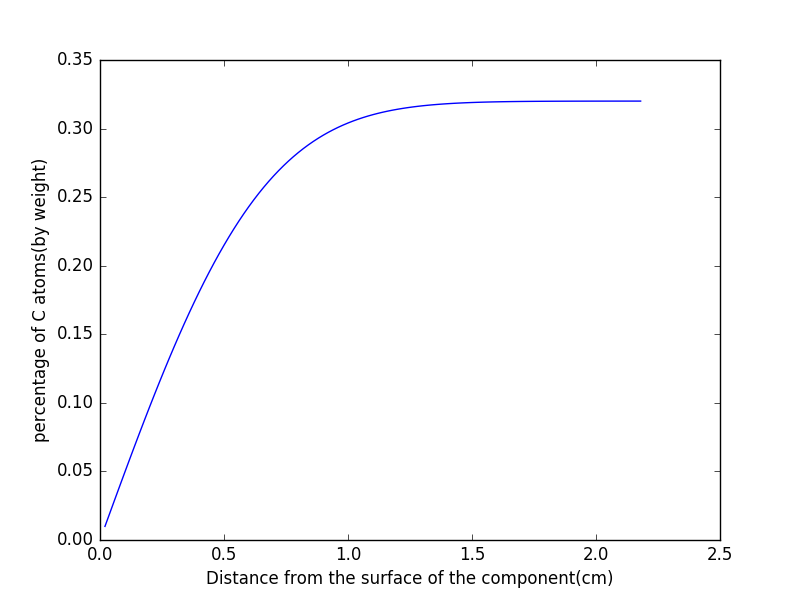 0.35
0.30
0.25
0.20
0.15
0.10
0.05
0.00
percentage of C atoms(by weight)
0.0 0.5 1.0 1.5 2.0 2.5
Distance from the surface of the component(cm)